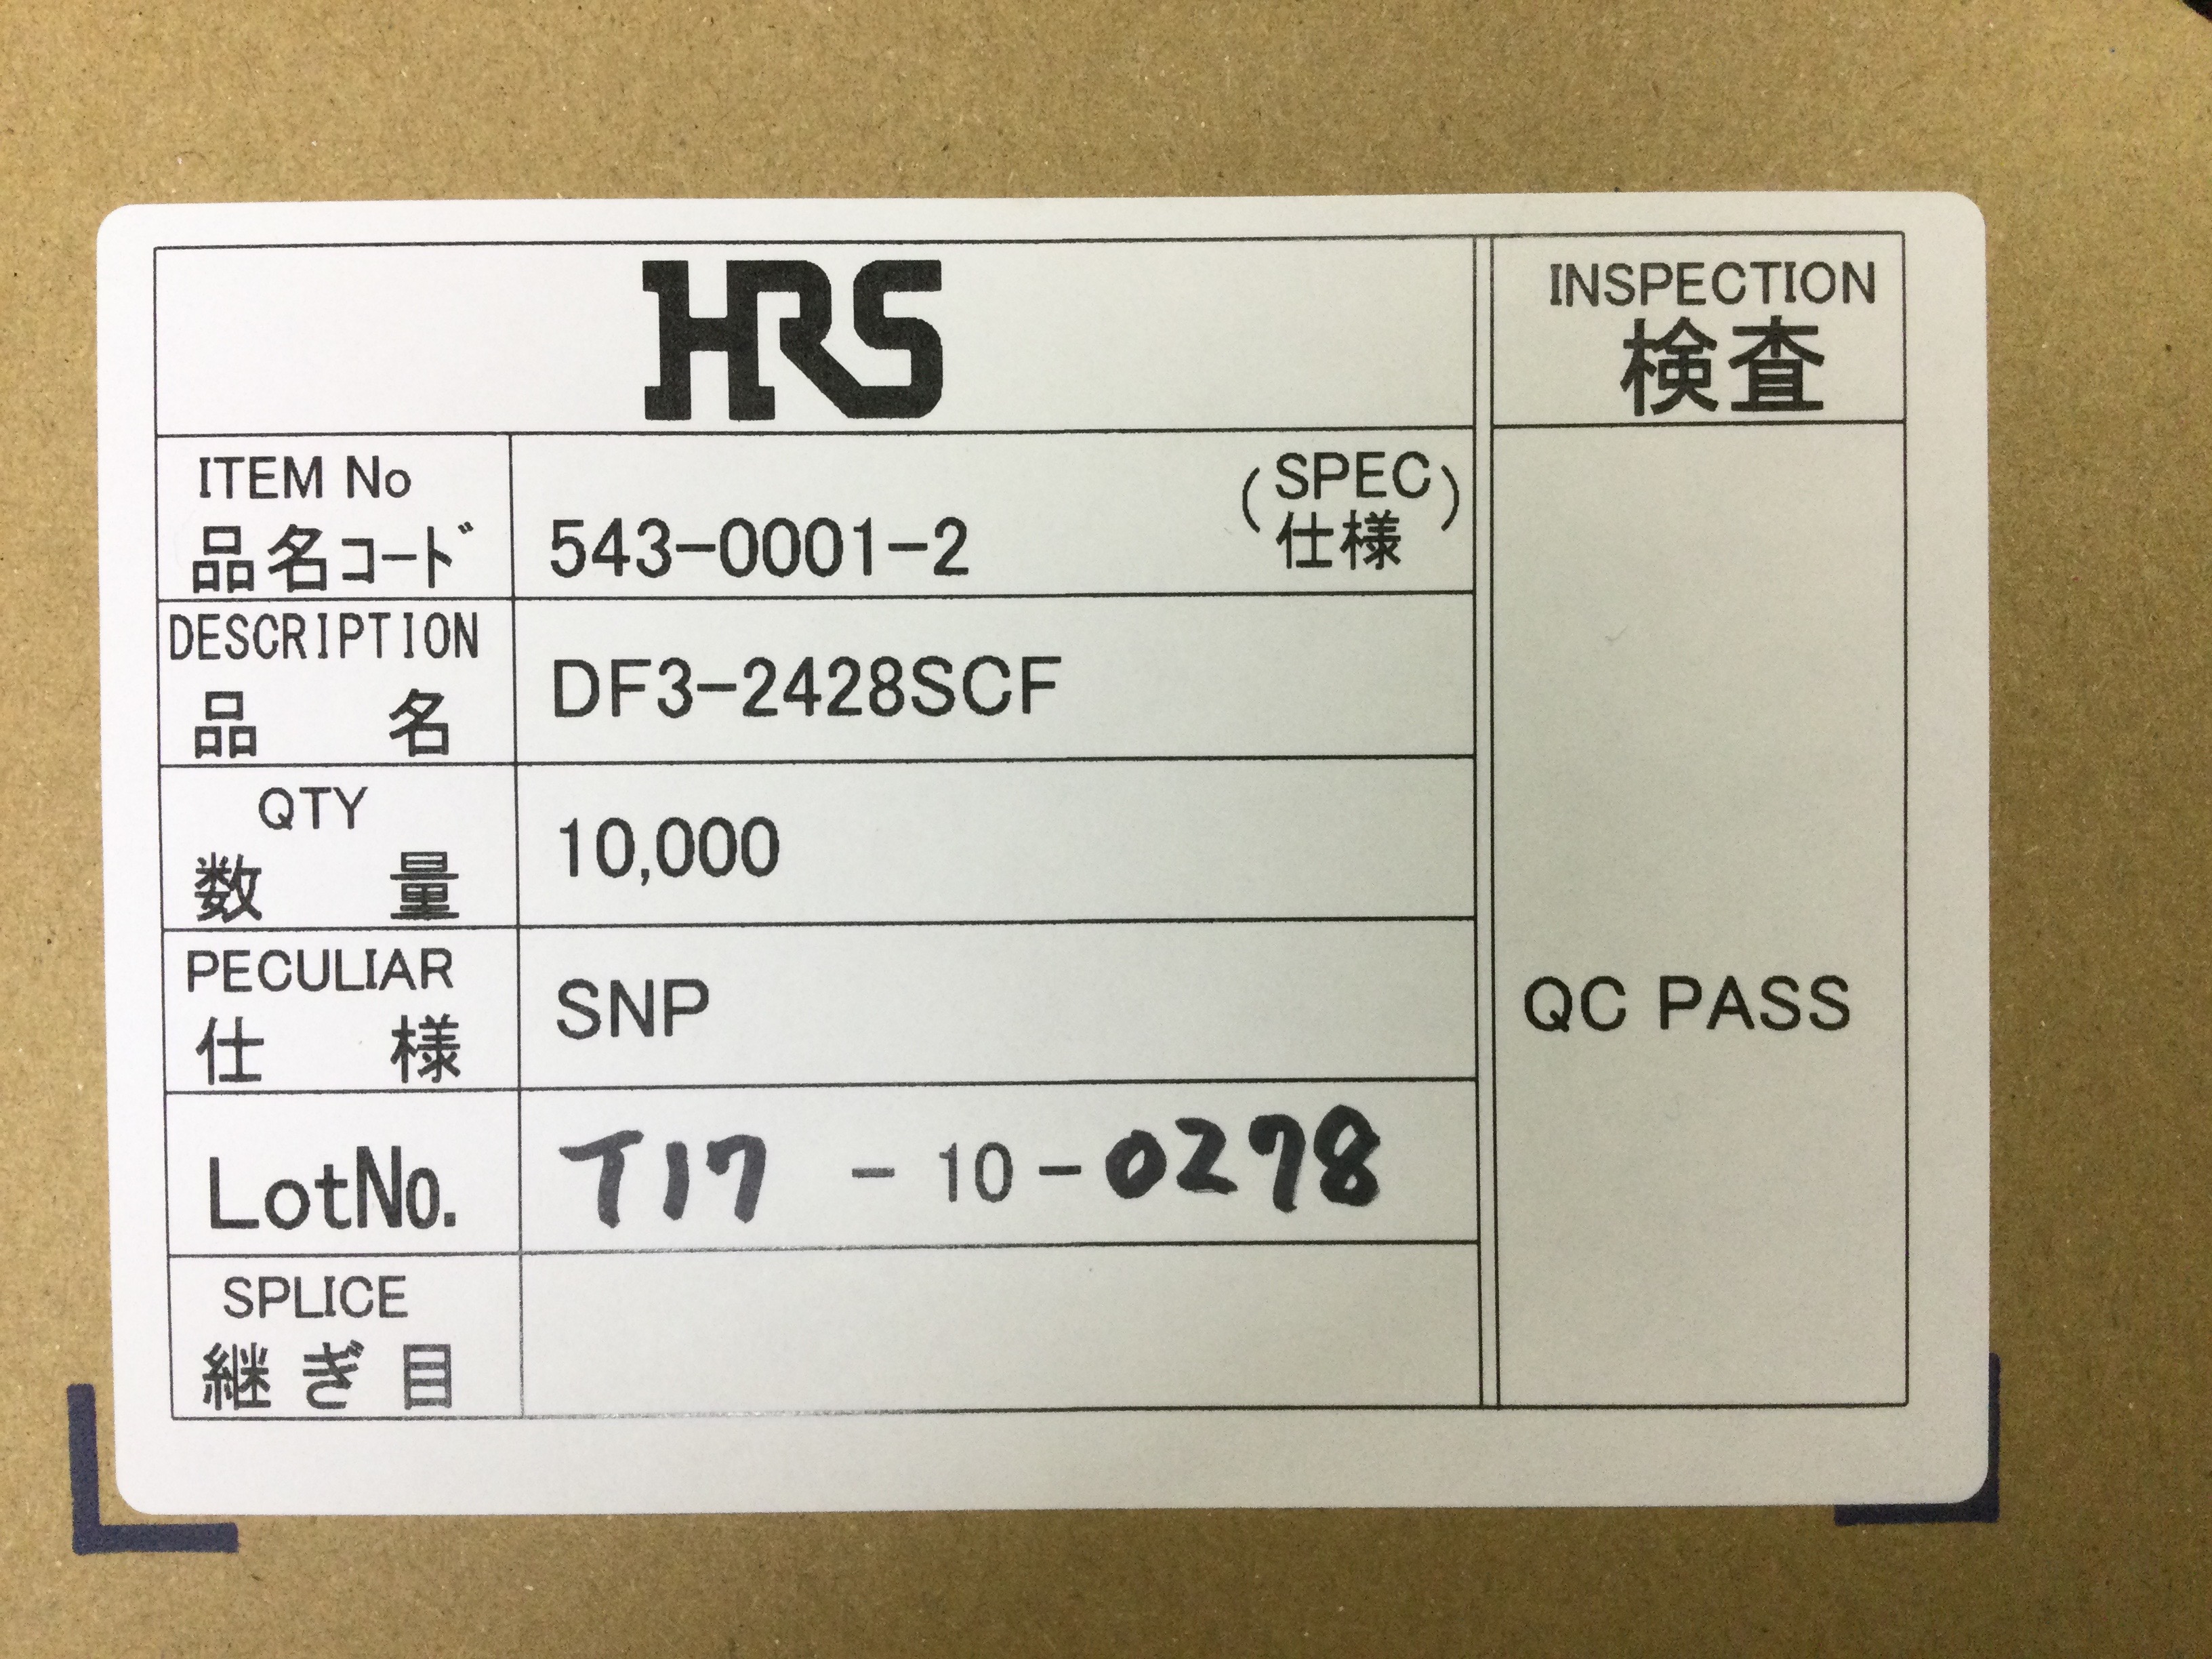 HRS
INSPECTION
検査
ITEM No
品名ｺｰﾄﾞ
543-0001-2
(SPEC
仕様)
DESCRIPTION
品 名
DF3-2428SCF
QTY
数 量
10,000
PECULIAR
仕 様
SNP
QC PASS
LotNo.
T17 - 10 - 0278
SPLICE
継ぎ目